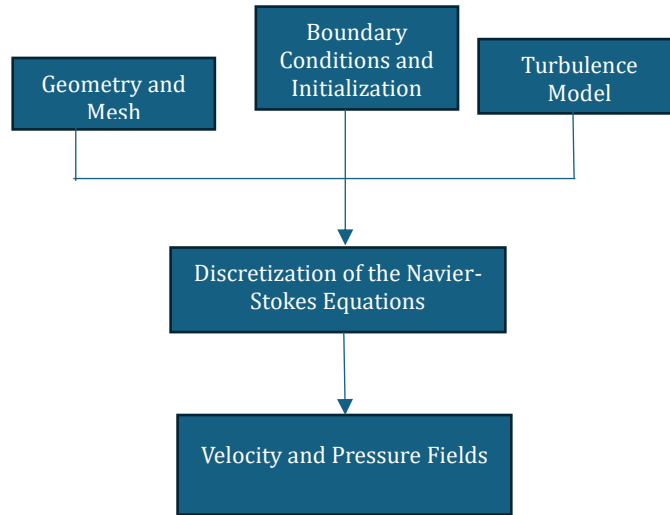 Geometry and
Mesh
Boundary
Conditions and
Initialization
Turbulence
Model
Discretization of the Navier-
Stokes Equations
Velocity and Pressure Fields